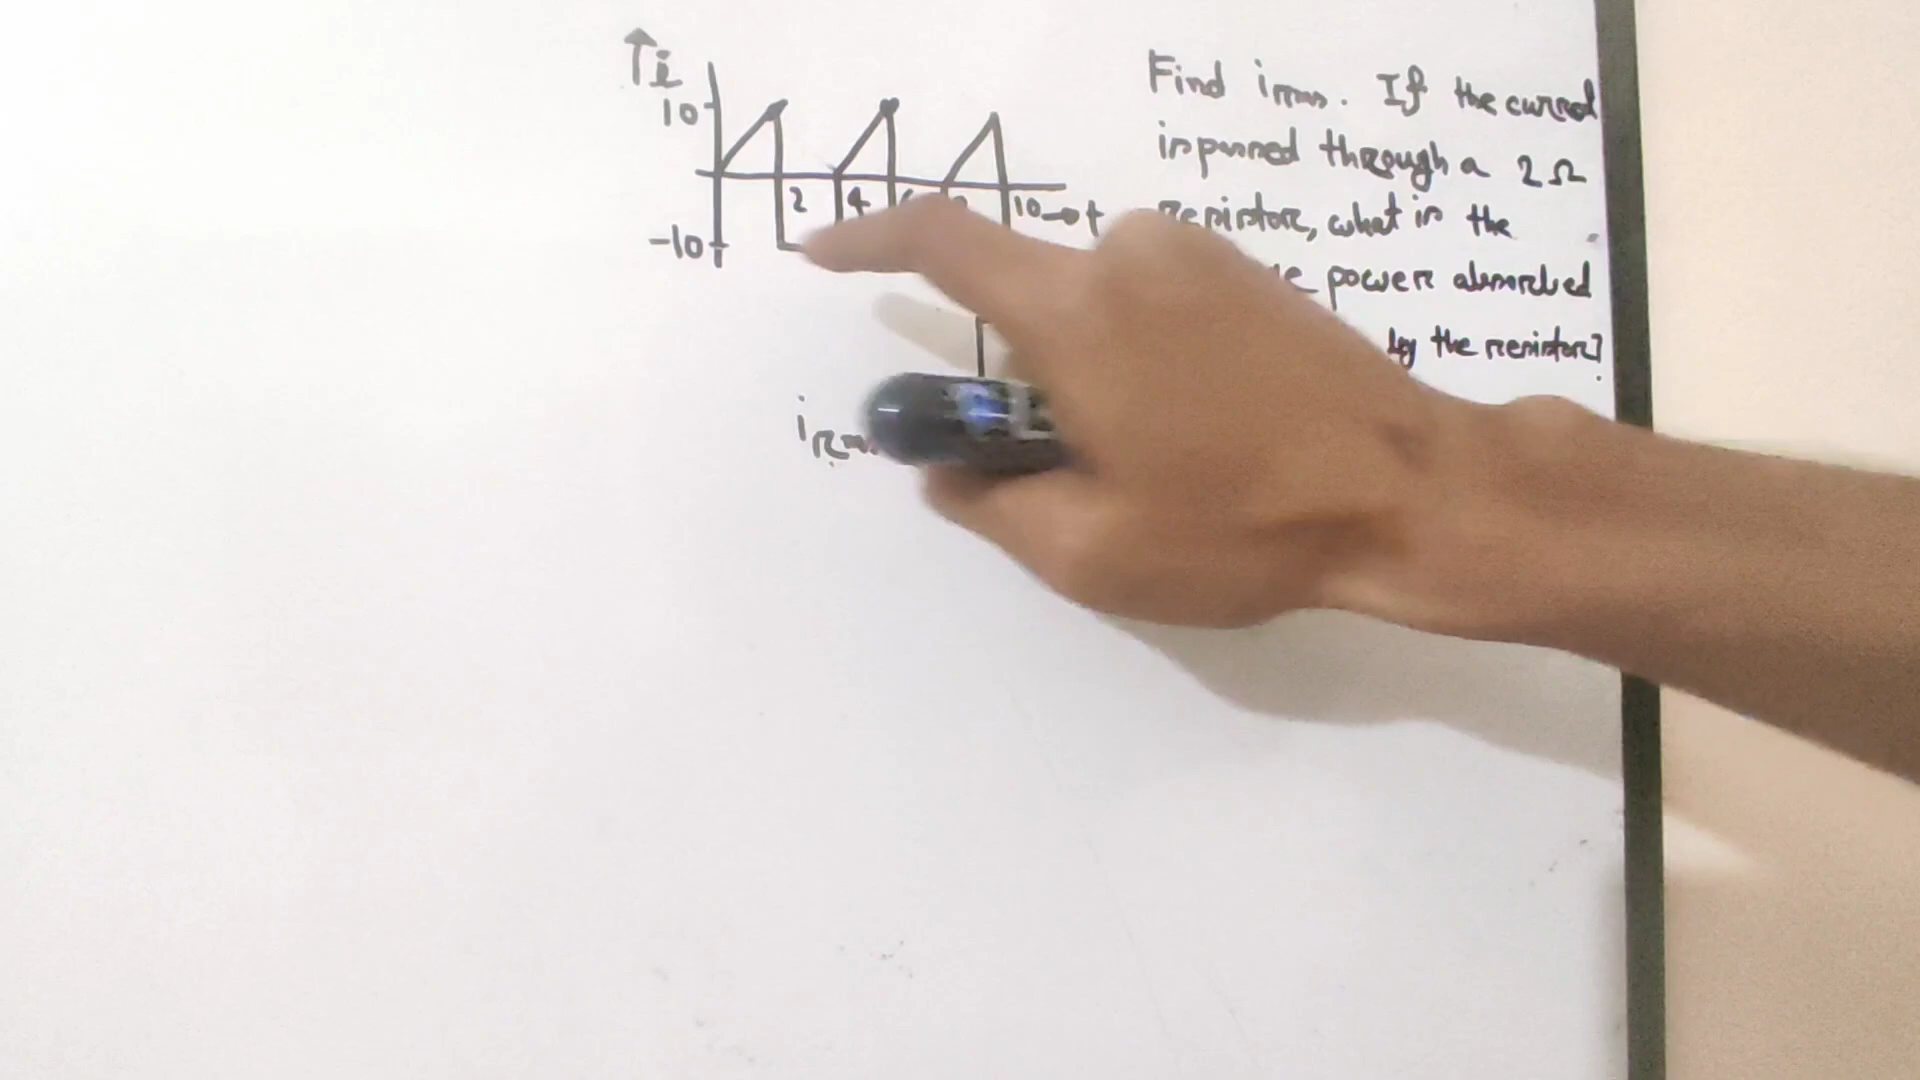 i
10
-10
2
4
10
t
Find irms. If the current
is passed through a 2Ω
resistor, what is the
power absorbed
by the resistor?
irms